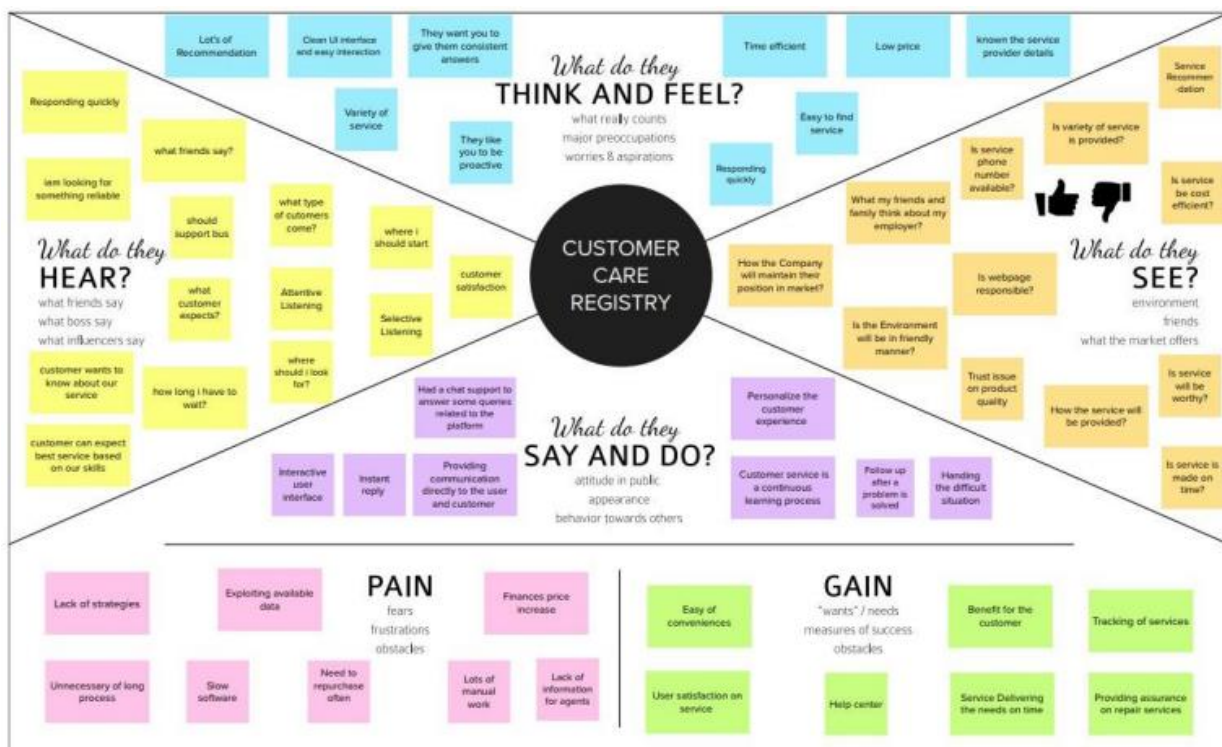 Lot's of
Recommendation
Clean UI interface
and easy interaction
They want you to
give them consistent
answers
Variety of
service
They like
you to be
proactive
What do they
THINK AND FEEL?
what really counts
major preoccupations
worries & aspirations
Time efficient
Low price
known the service
provider details
Easy to find
service
Responding
quickly
Responding quickly
what friends say?
iam looking for
something reliable
should
support bus
what type
of cutomers
come?
where i
should start
What do they
HEAR?
what friends say
what boss say
what influencers say
what
customer
expects?
Attentive
Listening
customer
satisfaction
Selective
Listening
customer wants to
know about our
service
how long i have to
wait?
where
should i look
for?
customer can expect
best service based
on our skills
CUSTOMER
CARE
REGISTRY
Service
Recommen
-dation
Is variety of service
is provided?
Is service
phone
number
available?
Is service
be cost
efficient?
What my friends and
family think about my
employer?
How the Company
will maintain their
position in market?
Is webpage
responsible?
What do they
SEE?
environment
friends
what the market offers
Is the Environment
will be in friendly
manner?
Trust issue
on product
quality
How the service will
be provided?
Is service
will be
worthy?
Is service is
made on
time?
Had a chat support to
answer some queries
related to the
platform
Interactive
user
interface
Instant
reply
Providing
communication
directly to the user
and customer
What do they
SAY AND DO?
attitude in public
appearance
behavior towards others
Personalize the
customer
experience
Customer service is
a continuous
learning process
Follow up
after a
problem is
solved
Handing
the difficult
situation
PAIN
fears
frustrations
obstacles
Lack of strategies
Exploiting available
data
Finances price
increase
Unnecessary of long
process
Slow
software
Need to
repurchase
often
Lots of
manual
work
Lack of
information
for agents
GAIN
"wants" / needs
measures of success
obstacles
Easy of
conveniences
Benefit for the
customer
Tracking of services
User satisfaction on
service
Help center
Service Delivering
the needs on time
Providing assurance
on repair services